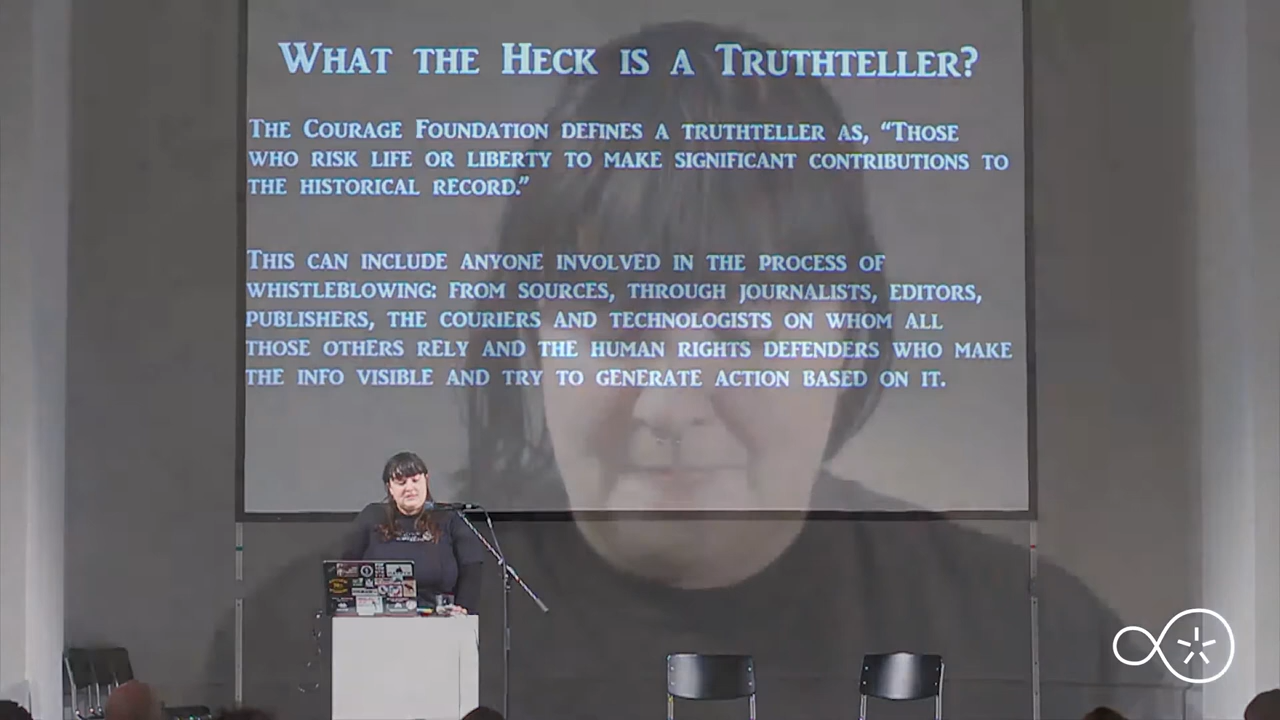 What the Heck is a Truthteller?
The Courage Foundation defines a truthteller as, “Those
who risk life or liberty to make significant contributions to
the historical record.”
This can include anyone involved in the process of
whistleblowing: from sources, through journalists, editors,
publishers, the couriers and technologists on whom all
those others rely and the human rights defenders who make
the info visible and try to generate action based on it.